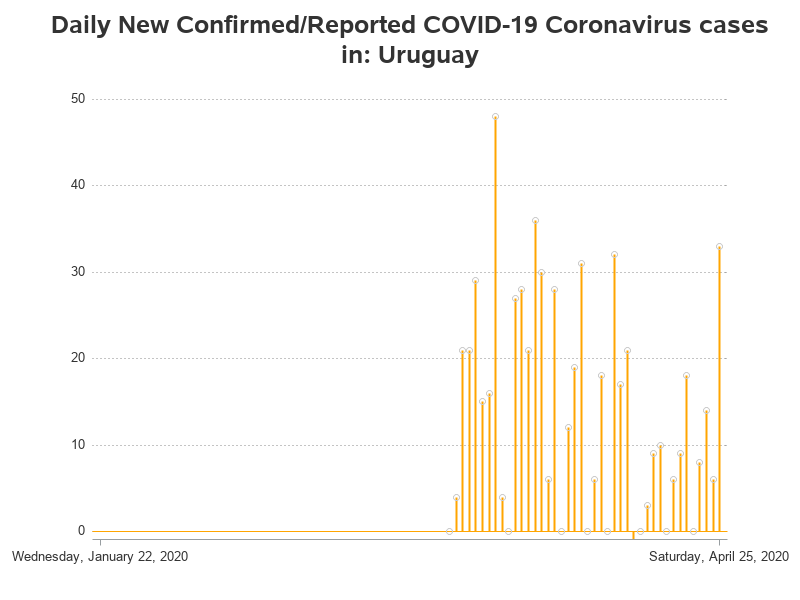 Daily New Confirmed/Reported COVID-19 Coronavirus cases
in: Uruguay
50
40
30
20
10
0
Wednesday, January 22, 2020
Saturday, April 25, 2020